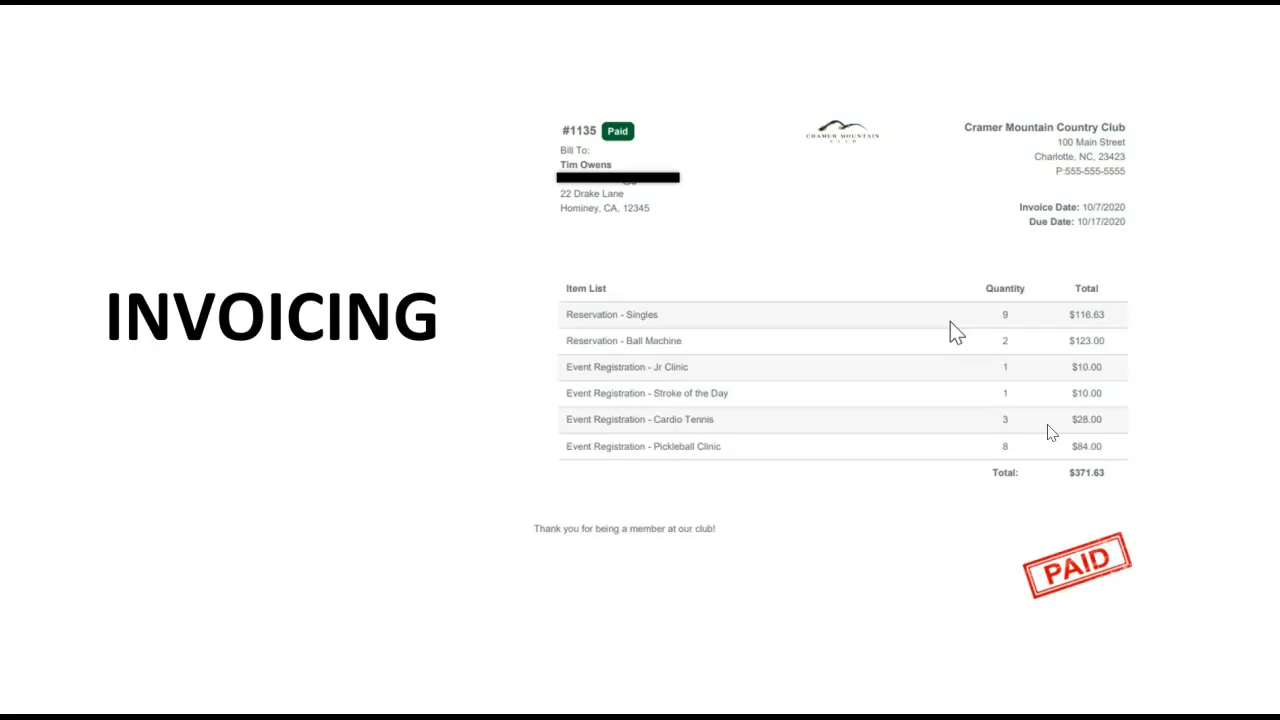 INVOICING
#1135 Paid
Bill To:
Tim Owens
22 Drake Lane
Hominey, CA, 12345
CRAMER MOUNTAIN
CLUB
Cramer Mountain Country Club
100 Main Street
Charlotte, NC, 23423
P:555-555-5555
Invoice Date: 10/7/2020
Due Date: 10/17/2020
Item List Quantity Total
Reservation - Singles 9 $116.63
Reservation - Ball Machine 2 $123.00
Event Registration - Jr Clinic 1 $10.00
Event Registration - Stroke of the Day 1 $10.00
Event Registration - Cardio Tennis 3 $28.00
Event Registration - Pickleball Clinic 8 $84.00
Total: $371.63
Thank you for being a member at our club!
PAID